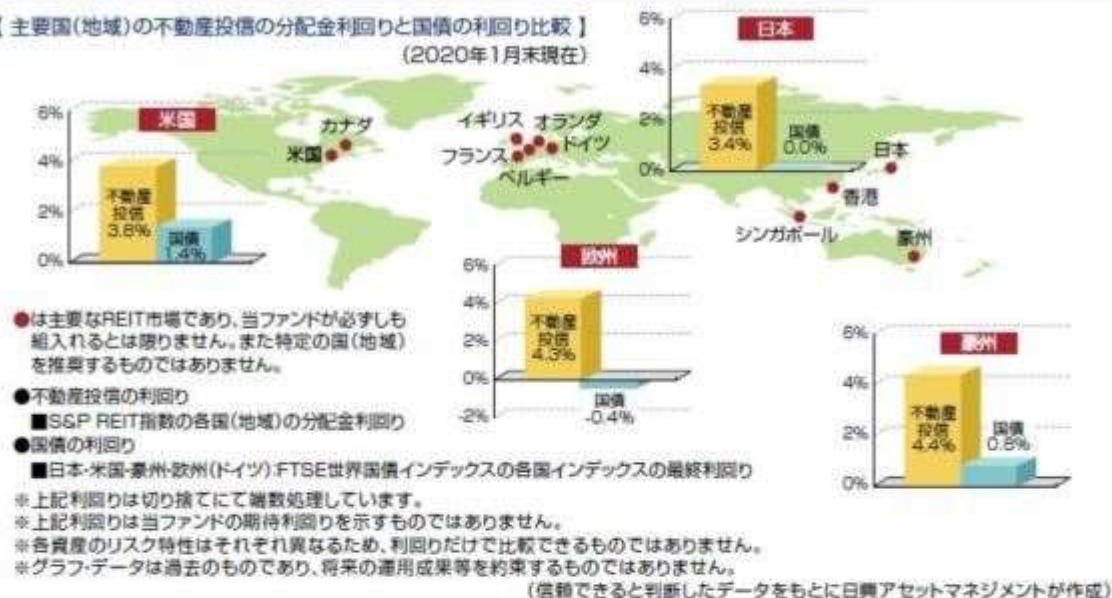 【 主要国(地域)の不動産投信の分配金利回りと国債の利回り比較 】
(2020年1月末現在)
米国
6%
4%
2%
0%
不動産
投信
3.8%
国債
1.4%
カナダ
米国
イギリス
オランダ
フランス
ドイツ
ベルギー
日本
6%
4%
2%
0%
不動産
投信
3.4%
国債
0.0%
日本
香港
シンガポール
豪州
欧州
6%
4%
2%
0%
-2%
不動産
投信
4.3%
国債
-0.4%
豪州
6%
4%
2%
0%
不動産
投信
4.4%
国債
0.8%
●は主要なREIT市場であり、当ファンドが必ずしも
組入れるとは限りません。また特定の国(地域)
を推奨するものではありません。
●不動産投信の利回り
■S&P REIT指数の各国(地域)の分配金利回り
●国債の利回り
■日本・米国・豪州・欧州(ドイツ):FTSE世界国債インデックスの各国インデックスの最終利回り
※上記利回りは切り捨てにて端数処理しています。
※上記利回りは当ファンドの期待利回りを示すものではありません。
※各資産のリスク特性はそれぞれ異なるため、利回りだけで比較できるものではありません。
※グラフ・データは過去のものであり、将来の運用成果等を約束するものではありません。
(信頼できると判断したデータをもとに日興アセットマネジメントが作成)